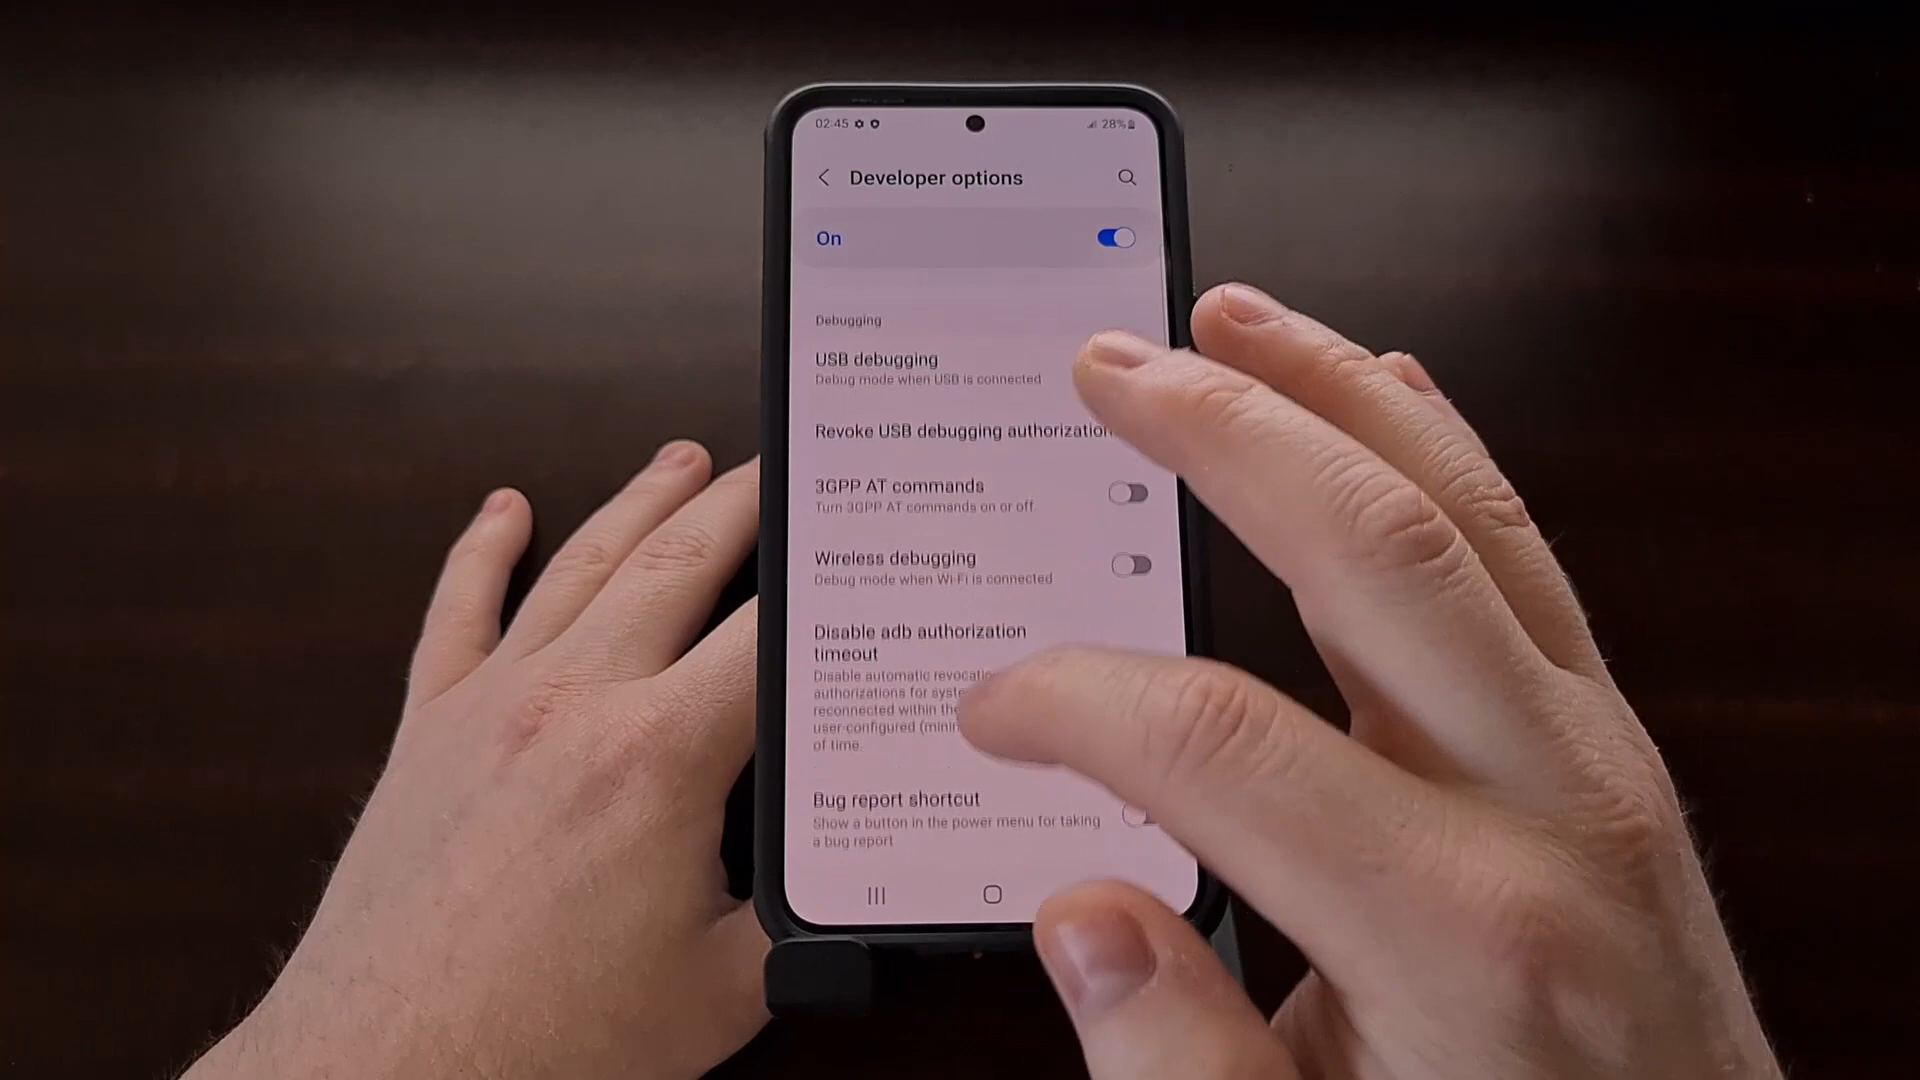 02:45 28%
Developer options
On
Debugging
USB debugging
Debug mode when USB is connected
Revoke USB debugging authorization
3GPP AT commands
Turn 3GPP AT commands on or off.
Wireless debugging
Debug mode when Wi-Fi is connected
Disable adb authorization
timeout
Disable automatic revocatio
authorizations for syste
reconnected within the
user-configured (mini
of time.
Bug report shortcut
Show a button in the power menu for taking
a bug report